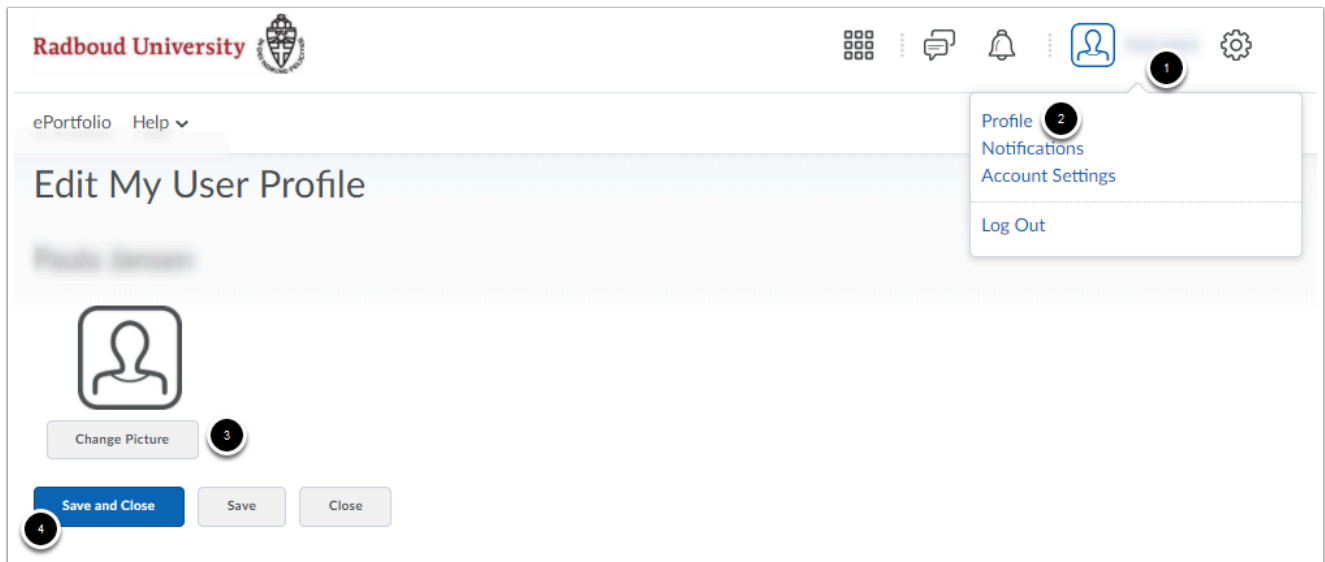 Radboud University
1
ePortfolio Help
Profile 2
Notifications
Account Settings
Log Out
Edit My User Profile
Change Picture 3
Save and Close Save Close
4